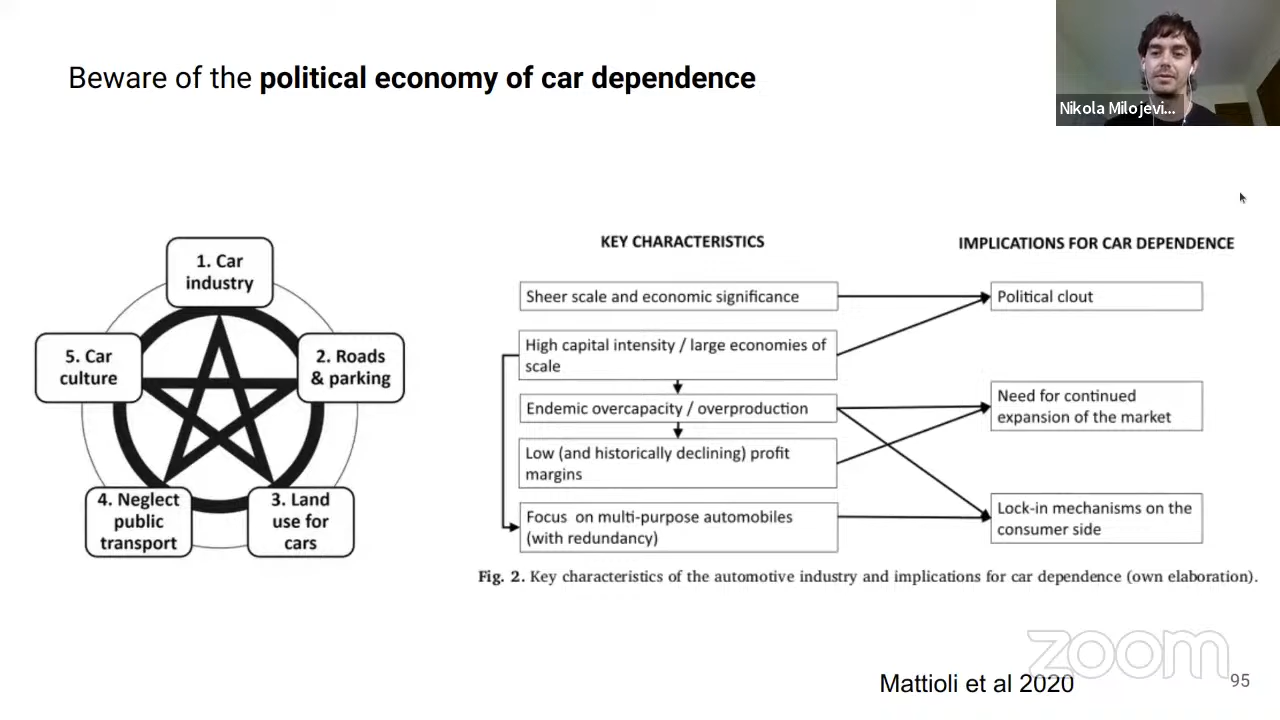 Beware of the political economy of car dependence
Nikola Milojevi...
1. Car
industry
2. Roads
& parking
3. Land
use for
cars
4. Neglect
public
transport
5. Car
culture
KEY CHARACTERISTICS
IMPLICATIONS FOR CAR DEPENDENCE
Sheer scale and economic significance
High capital intensity / large economies of
scale
Endemic overcapacity / overproduction
Low (and historically declining) profit
margins
Focus on multi-purpose automobiles
(with redundancy)
Political clout
Need for continued
expansion of the market
Lock-in mechanisms on the
consumer side
Fig. 2. Key characteristics of the automotive industry and implications for car dependence (own elaboration).
zoom
Mattioli et al 2020
95